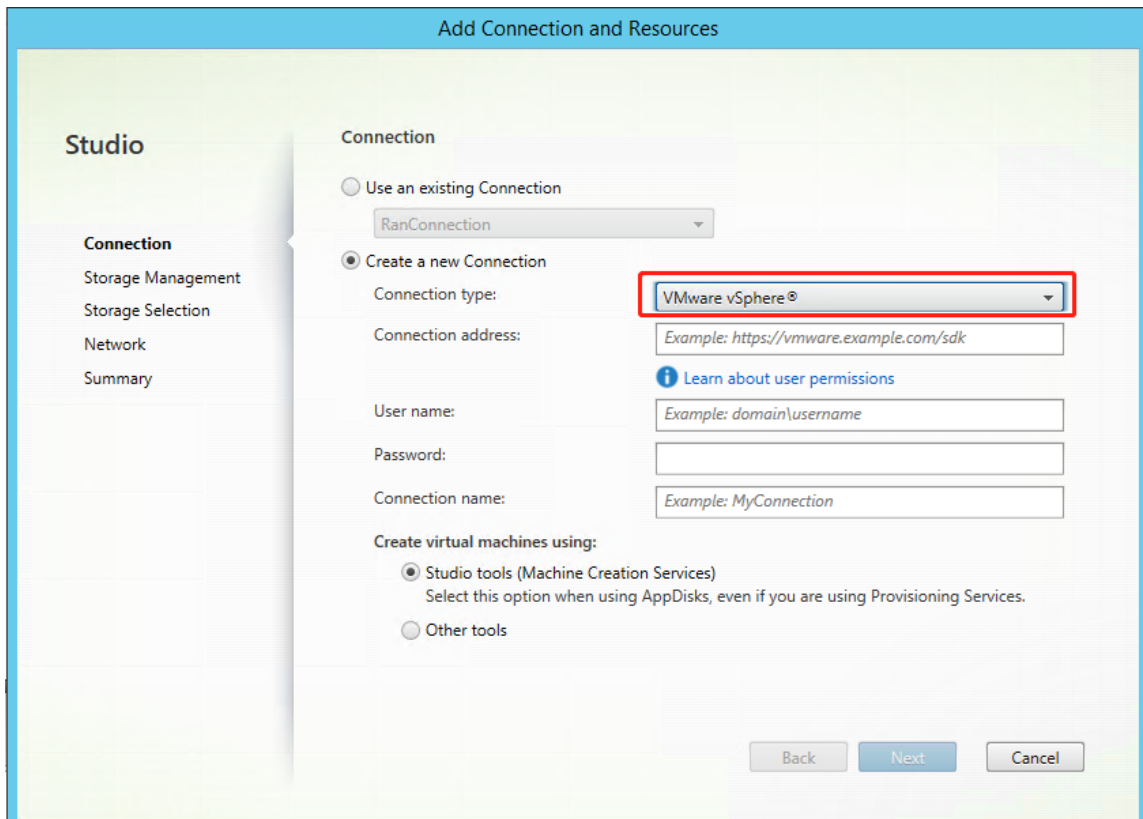 Add Connection and Resources
Studio
Connection
Storage Management
Storage Selection
Network
Summary
Connection
Use an existing Connection
RanConnection
Create a new Connection
Connection type:
VMware vSphere®
Connection address:
Example: https://vmware.example.com/sdk
Learn about user permissions
User name:
Example: domain\username
Password:
Connection name:
Example: MyConnection
Create virtual machines using:
Studio tools (Machine Creation Services)
Select this option when using AppDisks, even if you are using Provisioning Services.
Other tools
Back
Next
Cancel